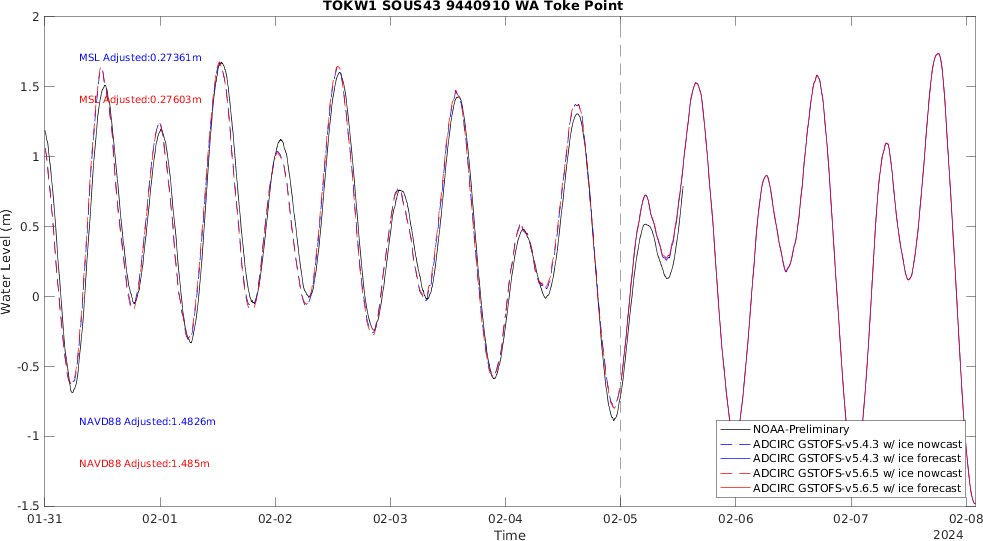 TOKW1 SOUS43 9440910 WA Toke Point
2
1.5
1
0.5
0
-0.5
-1
-1.5
Water Level (m)
MSL Adjusted:0.27361m
MSL Adjusted:0.27603m
NAVD88 Adjusted:1.4826m
NAVD88 Adjusted:1.485m
NOAA-Preliminary
ADCIRC GSTOFS-v5.4.3 w/ ice nowcast
ADCIRC GSTOFS-v5.4.3 w/ ice forecast
ADCIRC GSTOFS-v5.6.5 w/ ice nowcast
ADCIRC GSTOFS-v5.6.5 w/ ice forecast
01-31 02-01 02-02 02-03 02-04 02-05 02-06 02-07 02-08
Time
2024